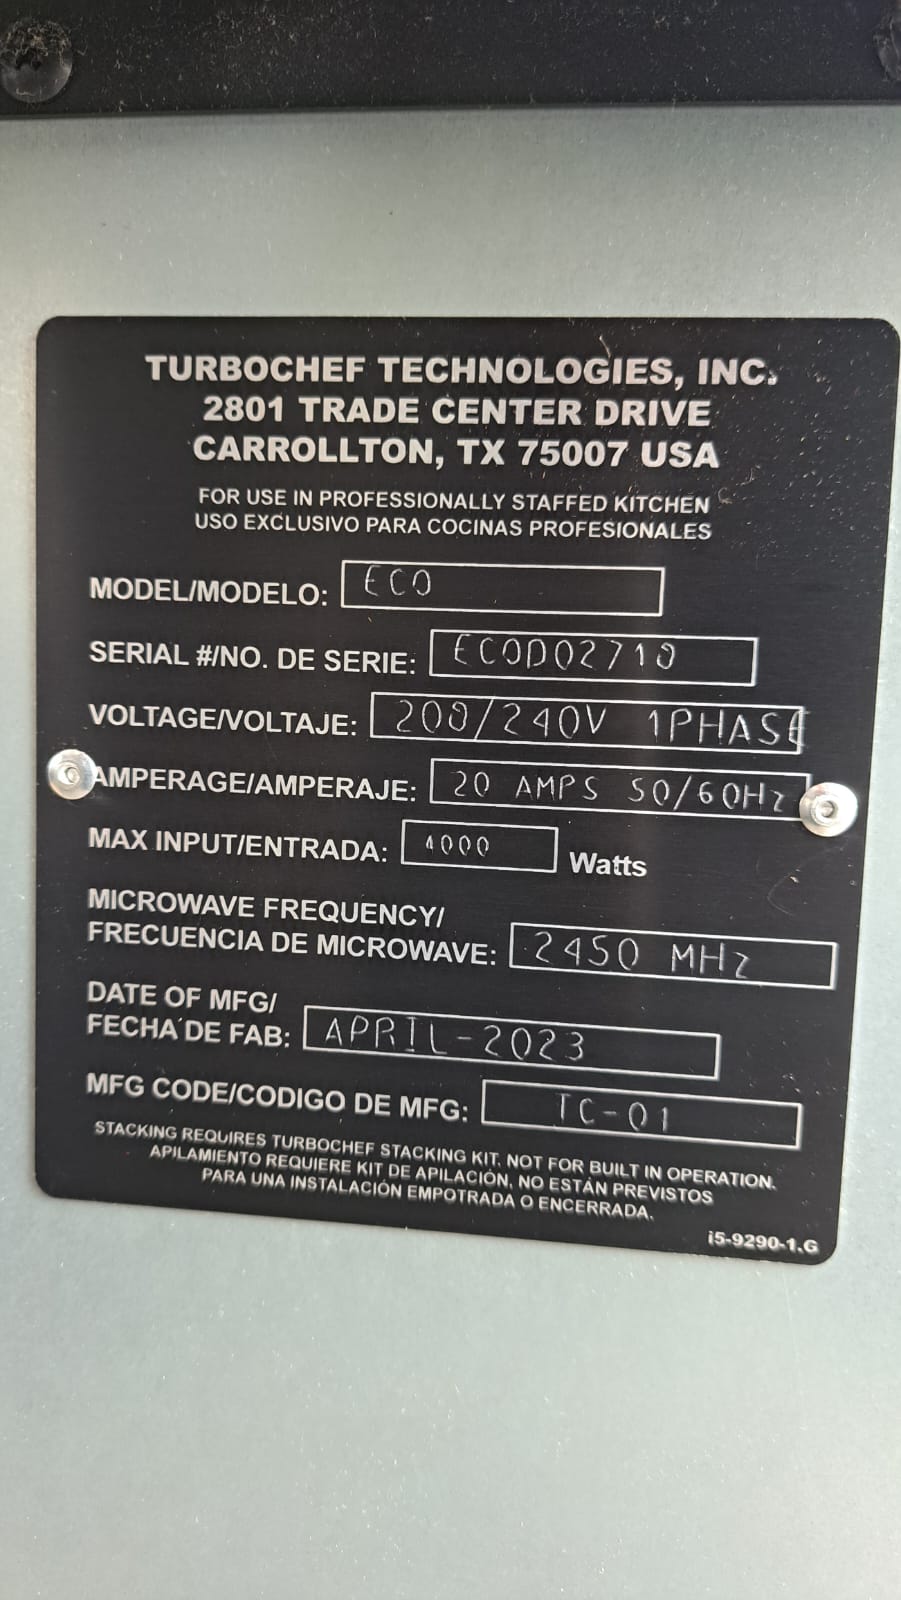 TURBOCHEF TECHNOLOGIES, INC.
2801 TRADE CENTER DRIVE
CARROLLTON, TX 75007 USA
FOR USE IN PROFESSIONALLY STAFFED KITCHEN
USO EXCLUSIVO PARA COCINAS PROFESIONALES
MODEL/MODELO: ECO
SERIAL #/NO. DE SERIE: ECOD02710
VOLTAGE/VOLTAJE: 200/240V 1PHASE
AMPERAGE/AMPERAJE: 20 AMPS 50/60Hz
MAX INPUT/ENTRADA: 4000 Watts
MICROWAVE FREQUENCY/
FRECUENCIA DE MICROWAVE: 2450 MHz
DATE OF MFG/
FECHA DE FAB: APRIL-2023
MFG CODE/CODIGO DE MFG: TC-01
STACKING REQUIRES TURBOCHEF STACKING KIT. NOT FOR BUILT IN OPERATION.
APILAMIENTO REQUIERE KIT DE APILACIÓN, NO ESTÁN PREVISTOS
PARA UNA INSTALACIÓN EMPOTRADA O ENCERRADA.
i5-9290-1.G